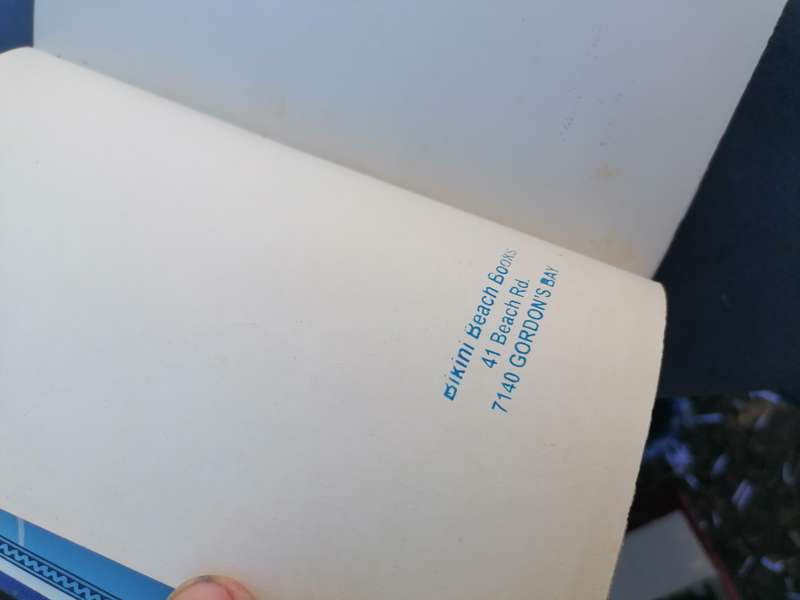 Bikini Beach Books
41 Beach Rd.
7140 GORDON'S BAY